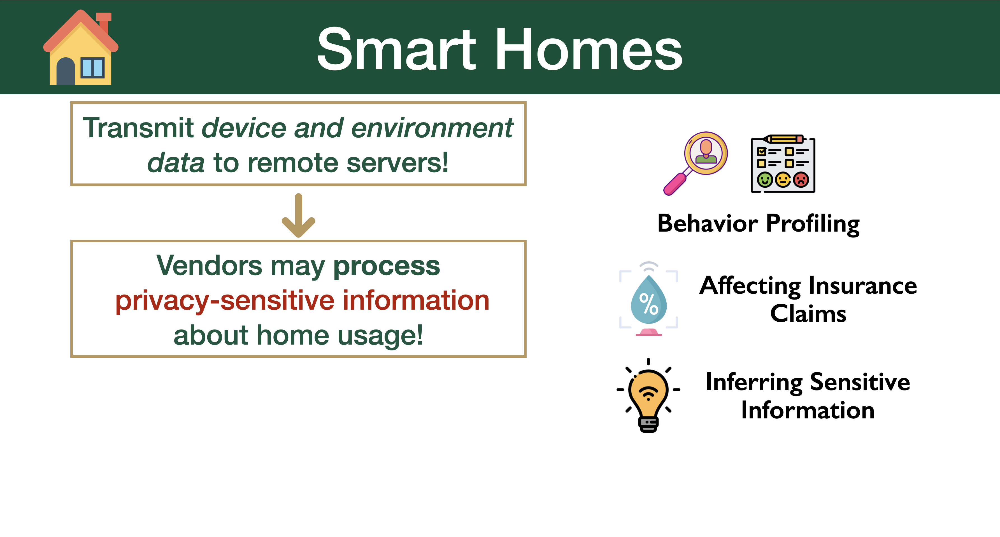 Smart Homes
Transmit device and environment
data to remote servers!
Vendors may process
privacy-sensitive information
about home usage!
Behavior Profiling
%
Affecting Insurance
Claims
Inferring Sensitive
Information